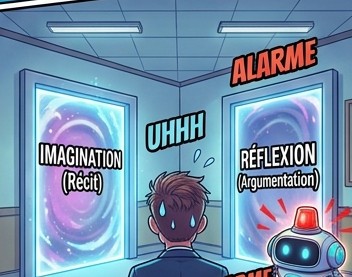 ALARME
UHHH
IMAGINATION
(Récit)
RÉFLEXION
(Argumentation)